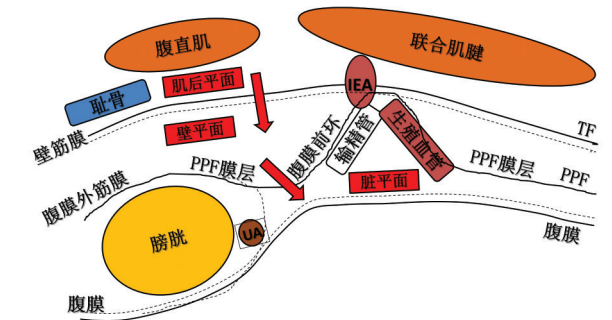 腹直肌
联合肌腱
肌后平面
IEA
耻骨
TF
壁筋膜
壁平面
腹膜前环
输精管
生殖血管
PPF膜层
PPF膜层
PPF
腹膜外筋膜
脏平面
膀胱
UA
腹膜
腹膜